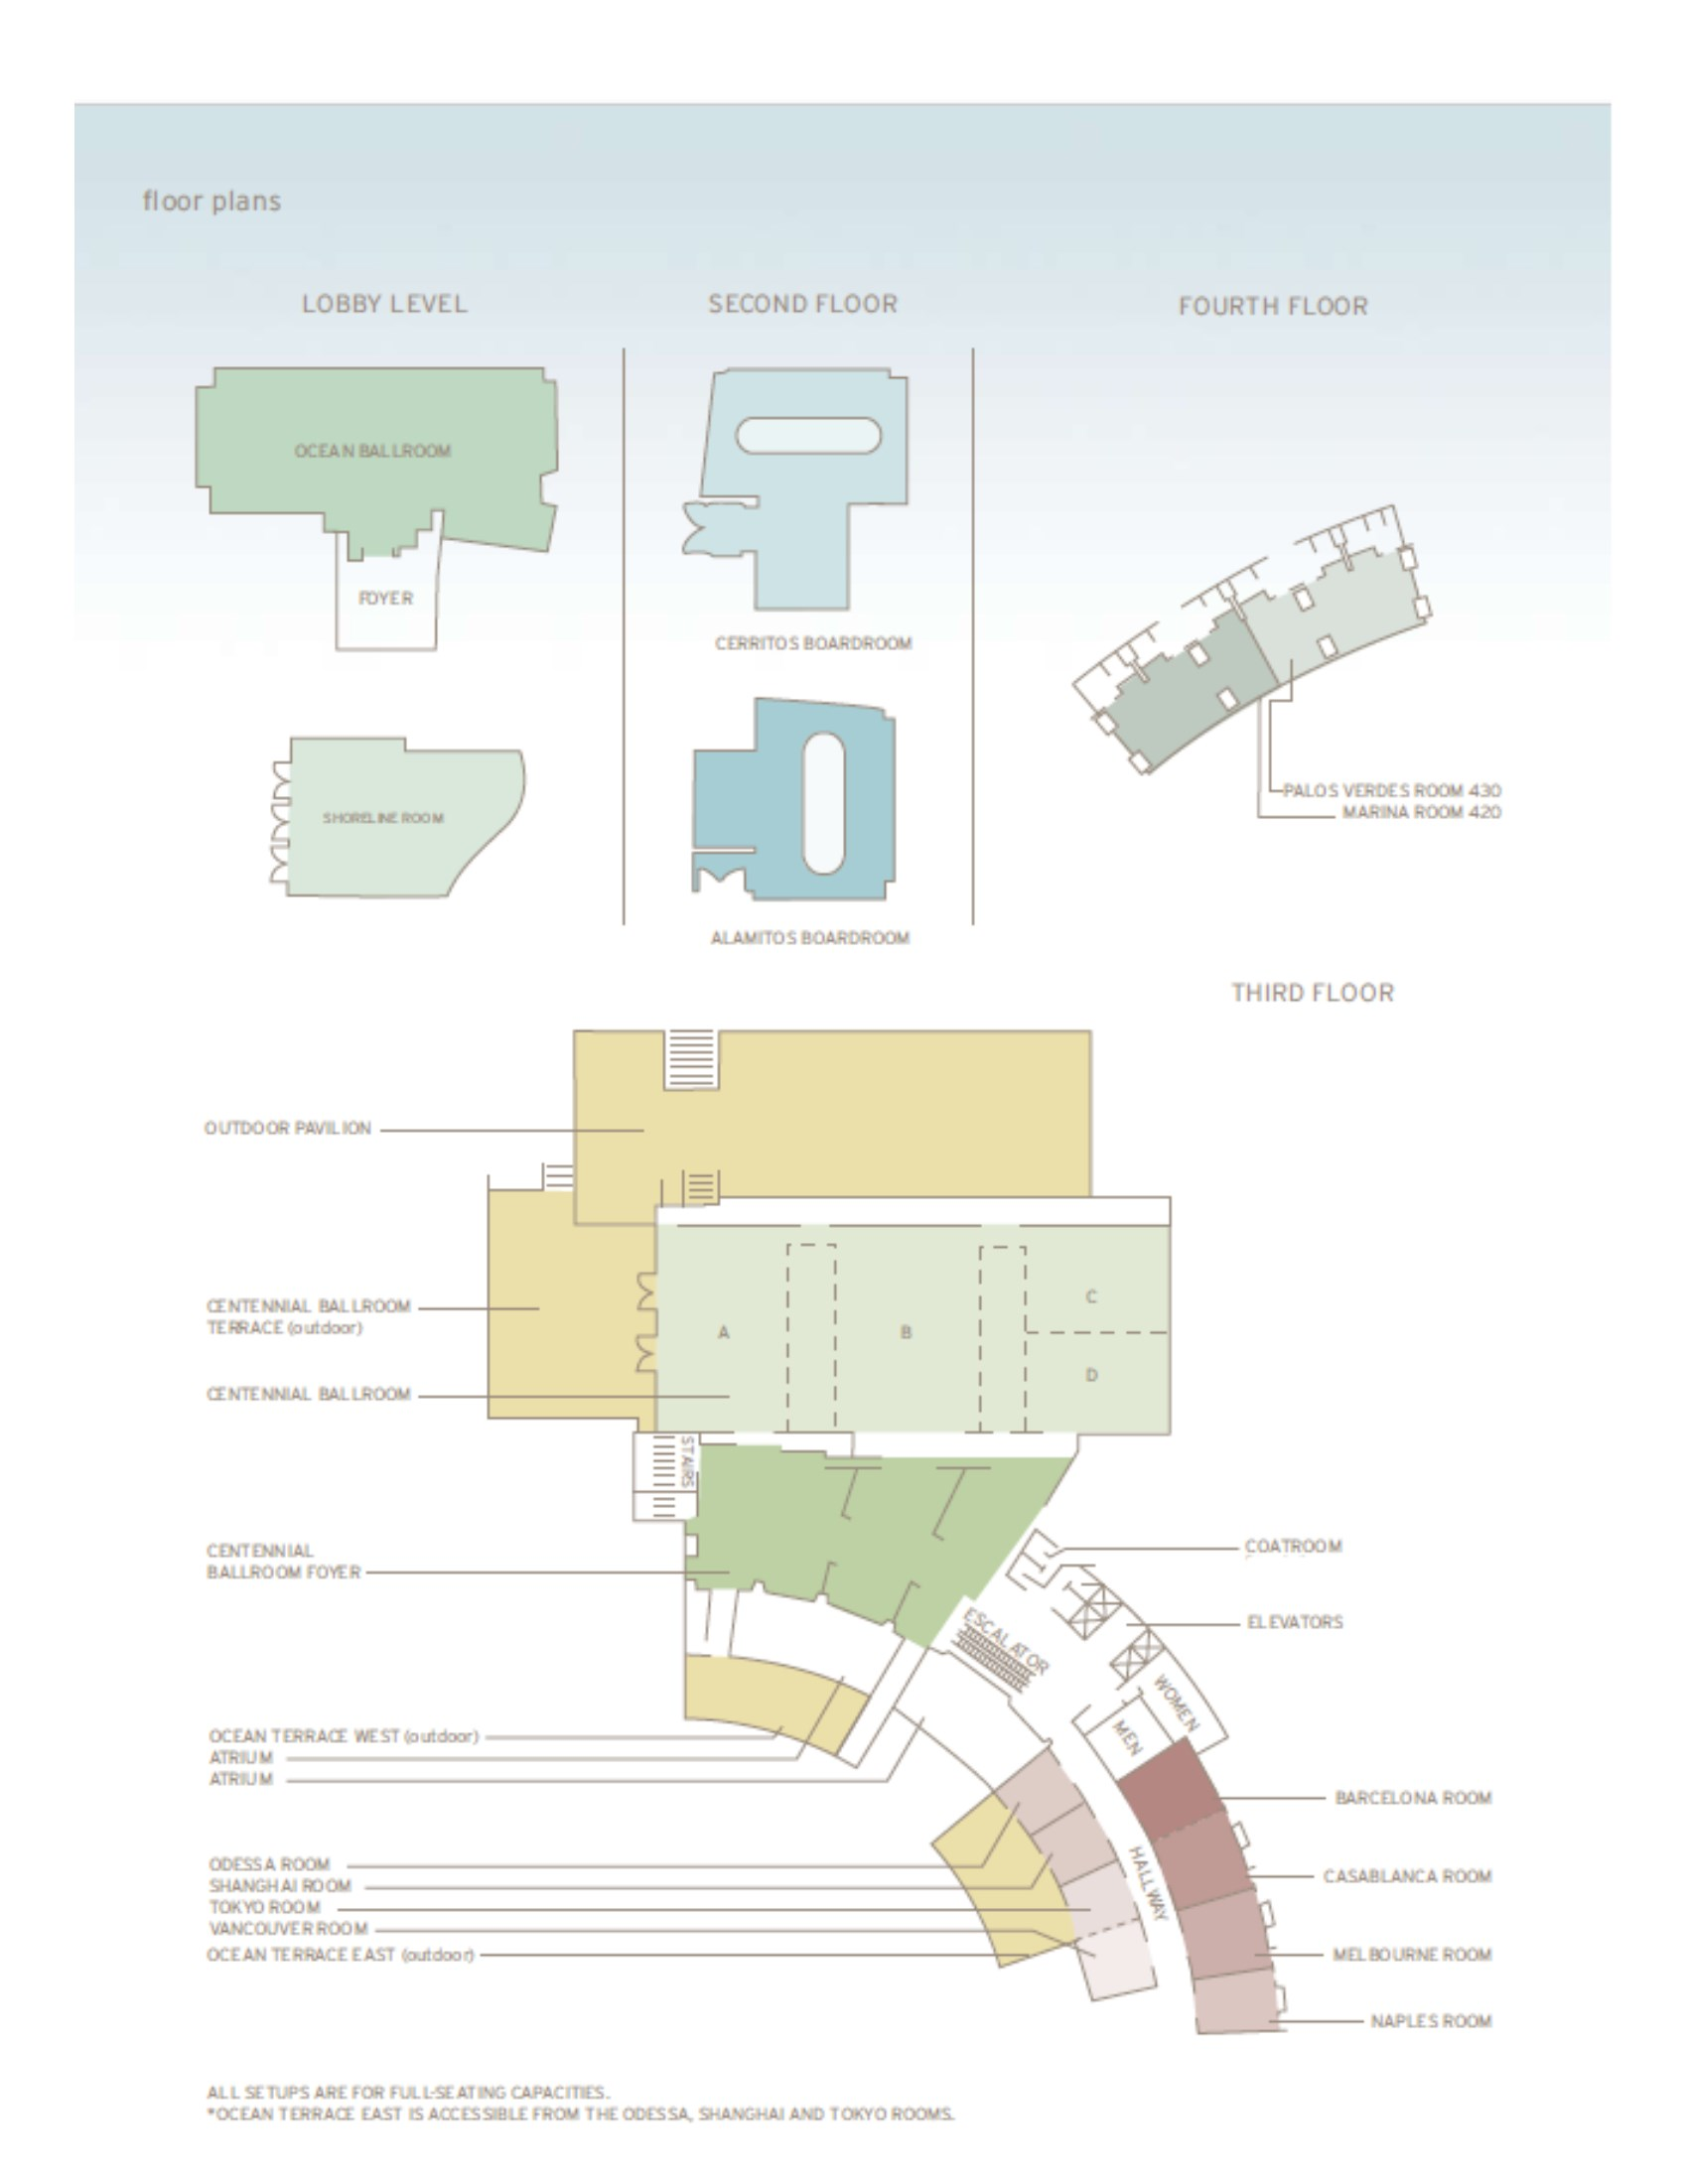 floor plans
LOBBY LEVEL
SECOND FLOOR
FOURTH FLOOR
OCEAN BALLROOM
FOYER
CERRITOS BOARDROOM
SHORELINE ROOM
PALOS VERDES ROOM 430
MARINA ROOM 420
ALAMITOS BOARDROOM
THIRD FLOOR
OUTDOOR PAVILION
CENTENNIAL BALLROOM
TERRACE (outdoor)
A
B
C
D
CENTENNIAL BALLROOM
STAIRS
CENTENNIAL
BALLROOM FOYER
COATROOM
ELEVATORS
ESCALATOR
WOMEN
MEN
OCEAN TERRACE WEST (outdoor)
ATRIUM
ATRIUM
BARCELONA ROOM
HALLWAY
ODESSA ROOM
SHANGHAI ROOM
TOKYO ROOM
VANCOUVER ROOM
OCEAN TERRACE EAST (outdoor)
CASABLANCA ROOM
MELBOURNE ROOM
NAPLES ROOM
ALL SETUPS ARE FOR FULL-SEATING CAPACITIES.
*OCEAN TERRACE EAST IS ACCESSIBLE FROM THE ODESSA, SHANGHAI AND TOKYO ROOMS.